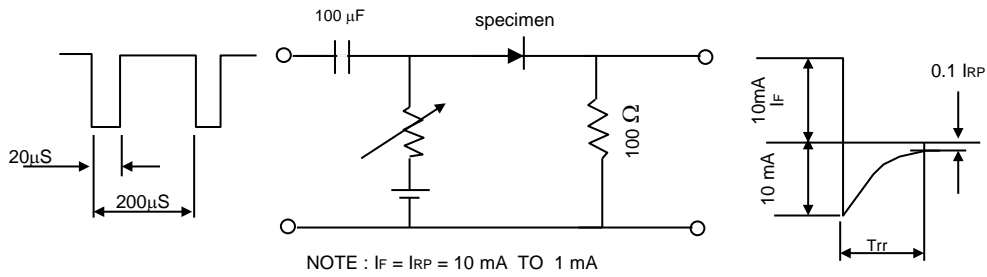 100 µF
specimen
20µS
200µS
100 Ω
10mA
IF
10 mA
0.1 IRP
Trr
NOTE : IF = IRP = 10 mA TO 1 mA